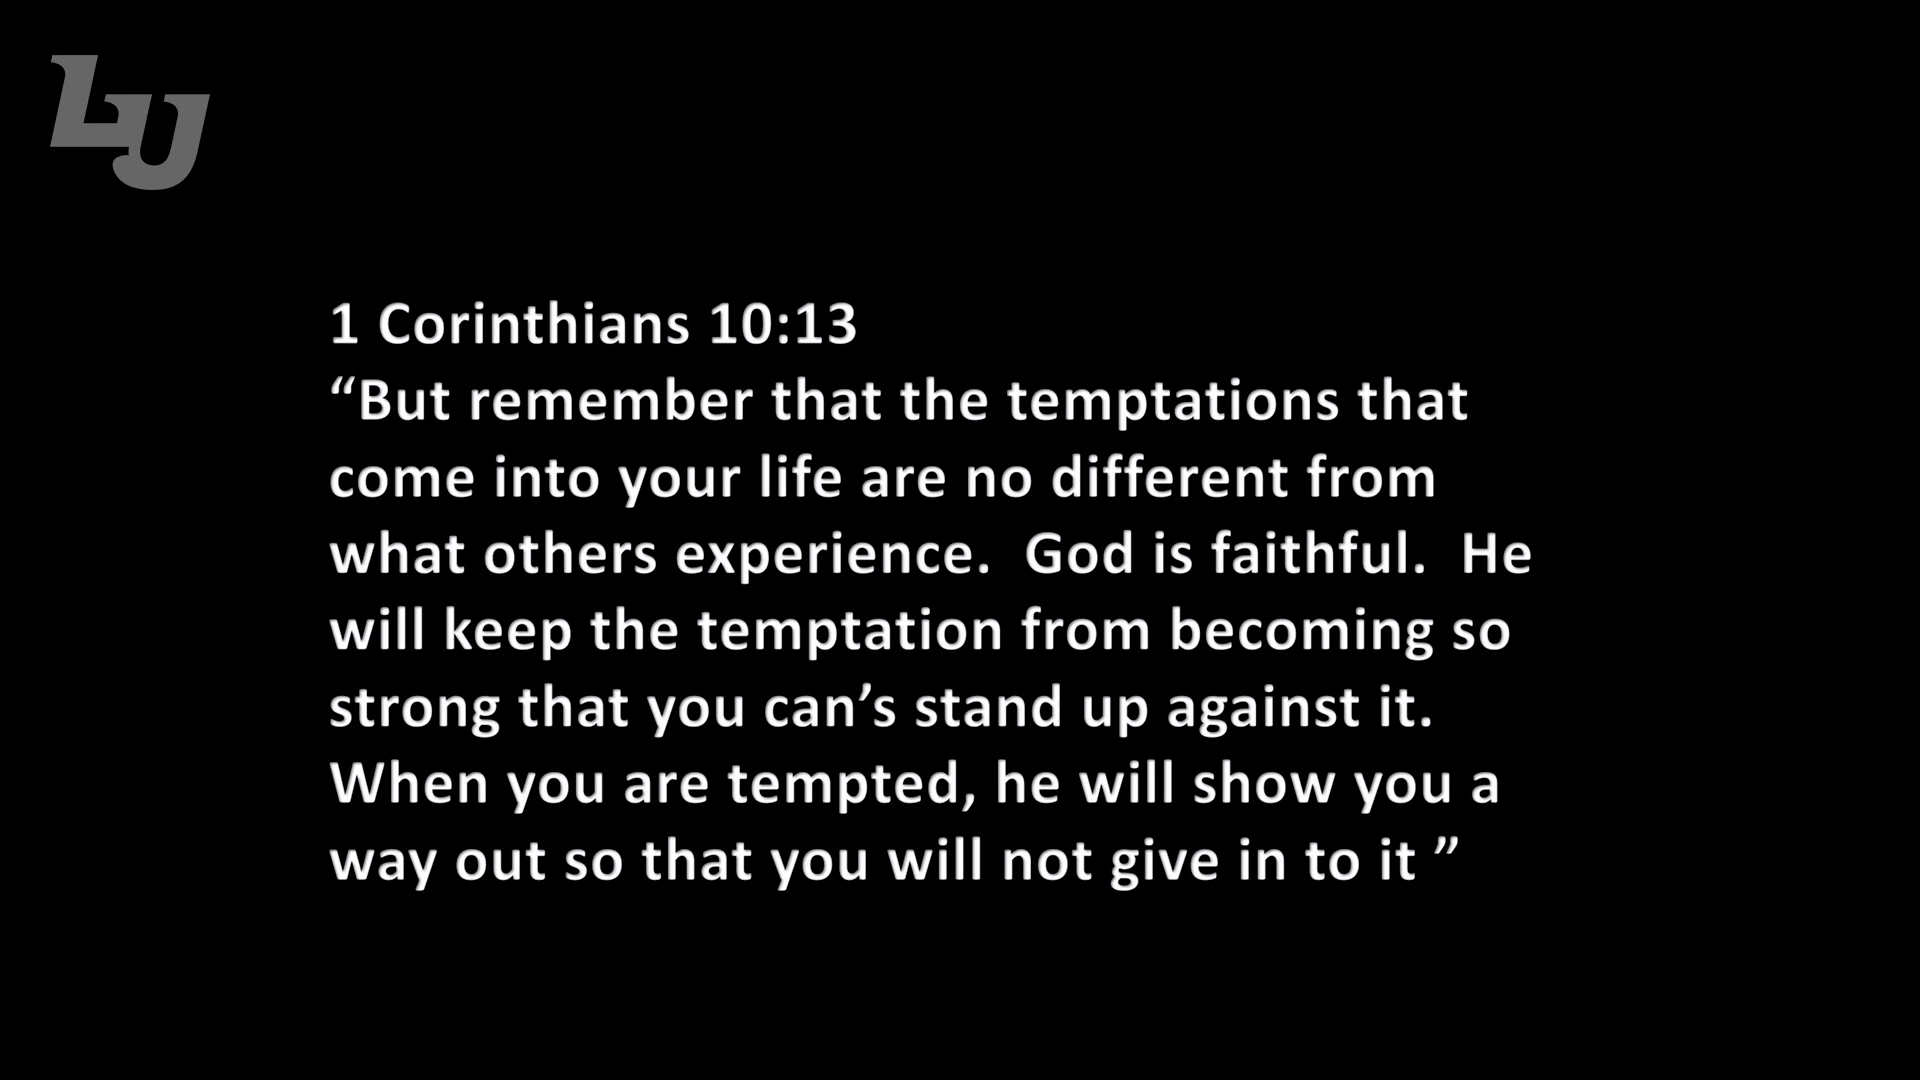 LU
1 Corinthians 10:13
“But remember that the temptations that
come into your life are no different from
what others experience.  God is faithful.  He
will keep the temptation from becoming so
strong that you can’s stand up against it.
When you are tempted, he will show you a
way out so that you will not give in to it ”